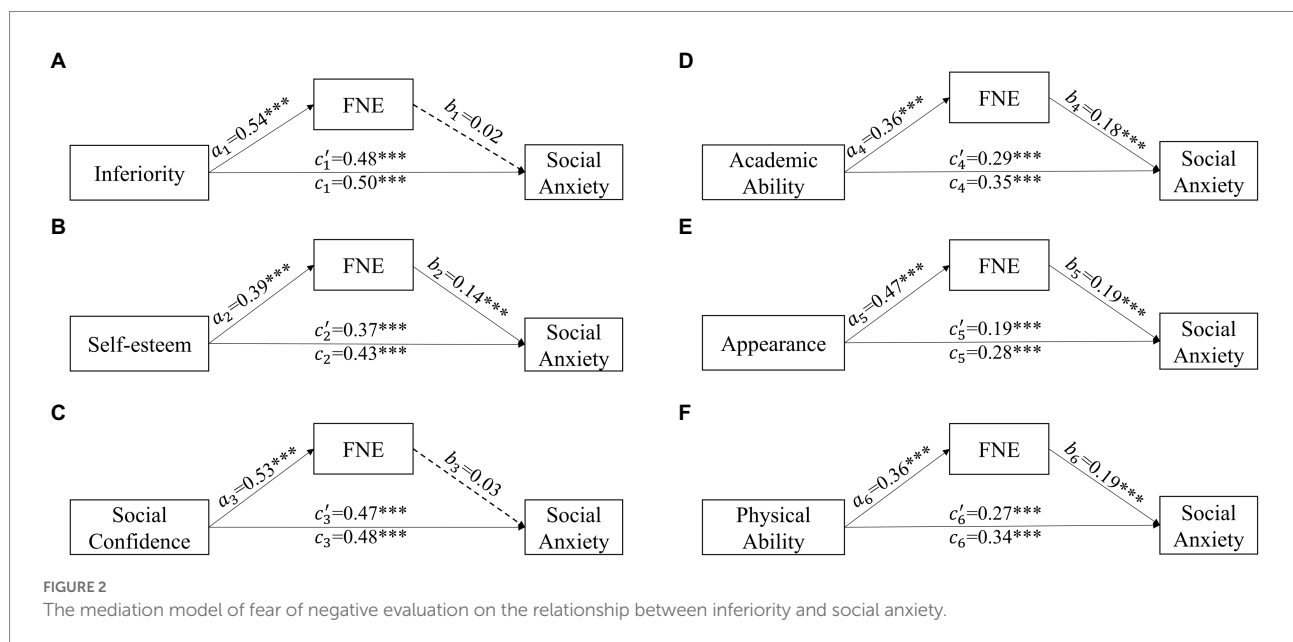 A
FNE
a₁=0.54***
b₁=0.02
Inferiority
c′₁=0.48***
c₁=0.50***
Social
Anxiety
B
FNE
a₂=0.39***
b₂=0.14***
Self-esteem
c′₂=0.37***
c₂=0.43***
Social
Anxiety
C
FNE
a₃=0.53***
b₃=0.03
Social
Confidence
c′₃=0.47***
c₃=0.48***
Social
Anxiety
D
FNE
a₄=0.36***
b₄=0.18***
Academic
Ability
c′₄=0.29***
c₄=0.35***
Social
Anxiety
E
FNE
a₅=0.47***
b₅=0.19***
Appearance
c′₅=0.19***
c₅=0.28***
Social
Anxiety
F
FNE
a₆=0.36***
b₆=0.19***
Physical
Ability
c′₆=0.27***
c₆=0.34***
Social
Anxiety
FIGURE 2
The mediation model of fear of negative evaluation on the relationship between inferiority and social anxiety.